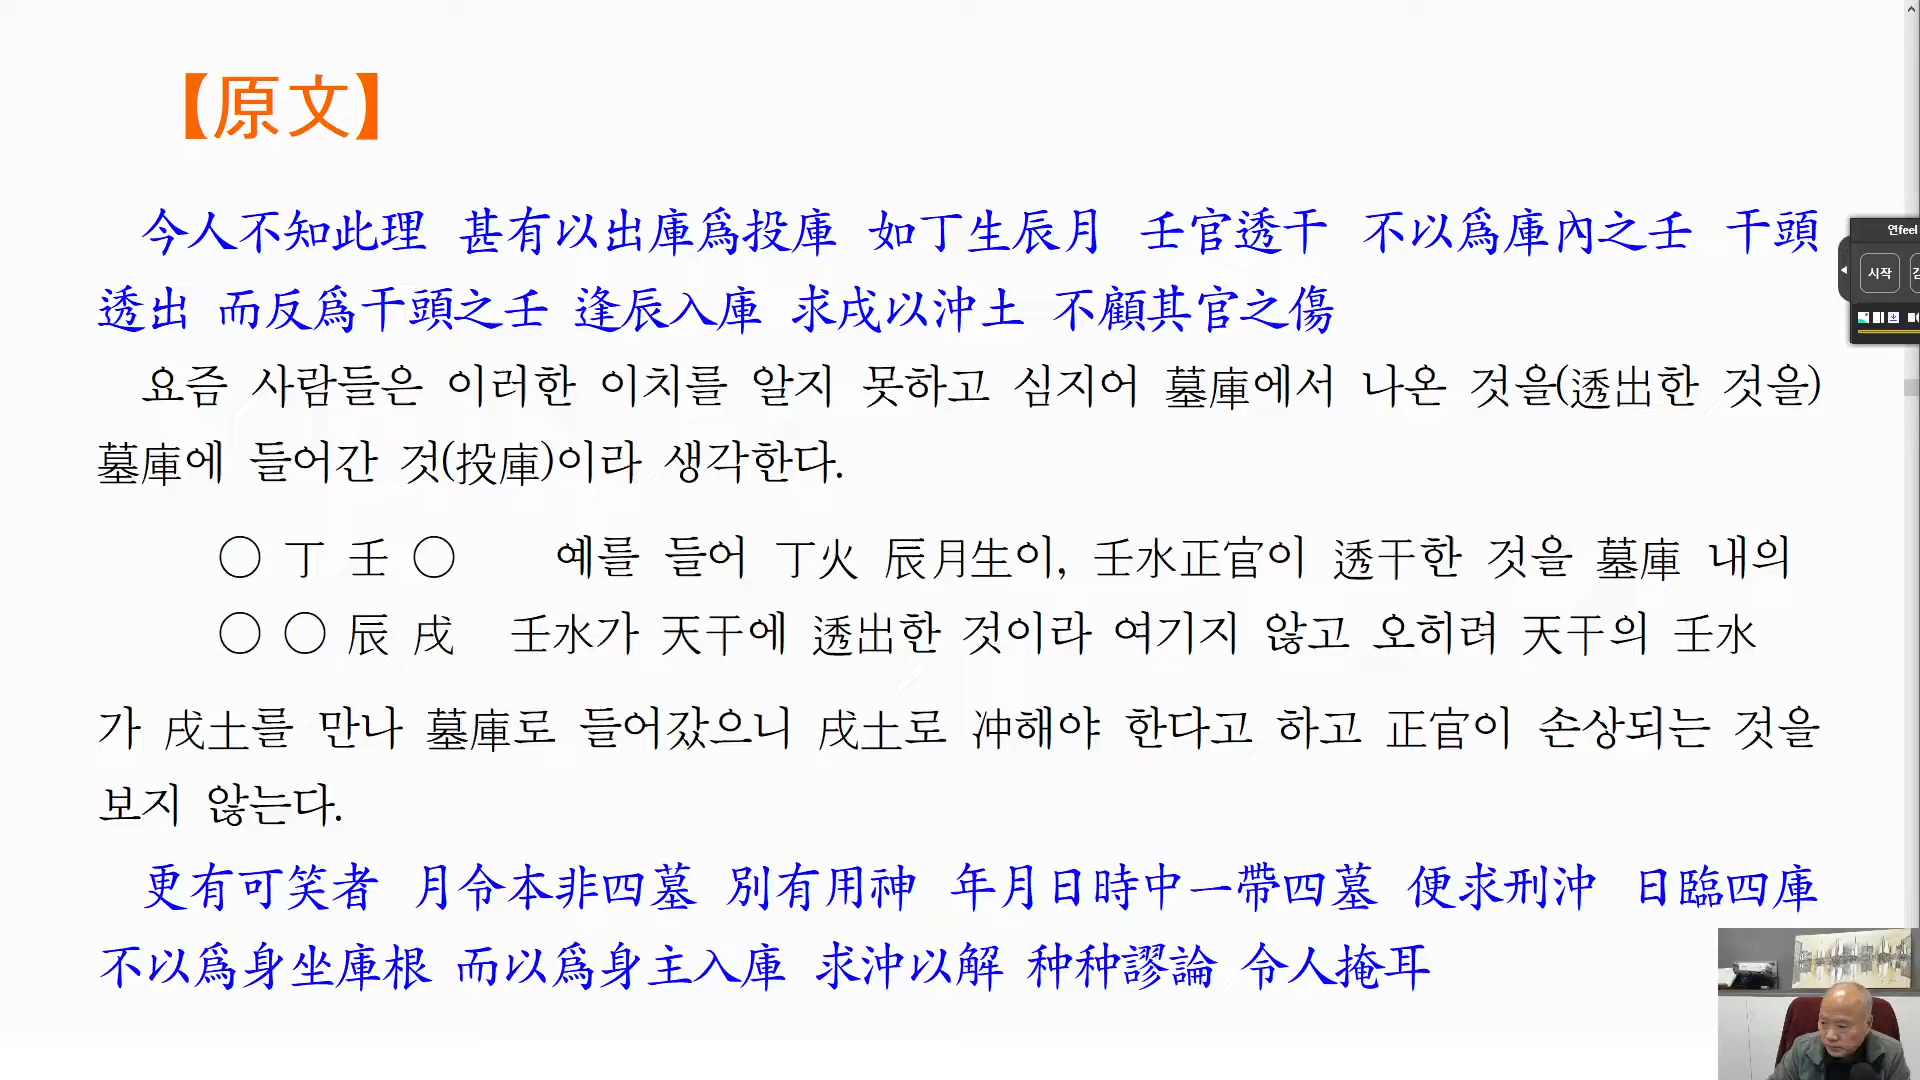 【原文】
今人不知此理 甚有以出庫爲投庫 如丁生辰月 壬官透干 不以爲庫內之壬 干頭
透出 而反爲干頭之壬 逢辰入庫 求戌以沖土 不顧其官之傷
요즘 사람들은 이러한 이치를 알지 못하고 심지어 墓庫에서 나온 것을(透出한 것을)
墓庫에 들어간 것(投庫)이라 생각한다.
○ 丁 壬 ○ 예를 들어 丁火 辰月生이, 壬水正官이 透干한 것을 墓庫 내의
○ ○ 辰 戌 壬水가 天干에 透出한 것이라 여기지 않고 오히려 天干의 壬水
가 戌土를 만나 墓庫로 들어갔으니 戌土로 冲해야 한다고 하고 正官이 손상되는 것을
보지 않는다.
更有可笑者 月令本非四墓 別有用神 年月日時中一帶四墓 便求刑沖 日臨四庫
不以爲身坐庫根 而以爲身主入庫 求沖以解 种种謬論 令人掩耳
연feel
시작